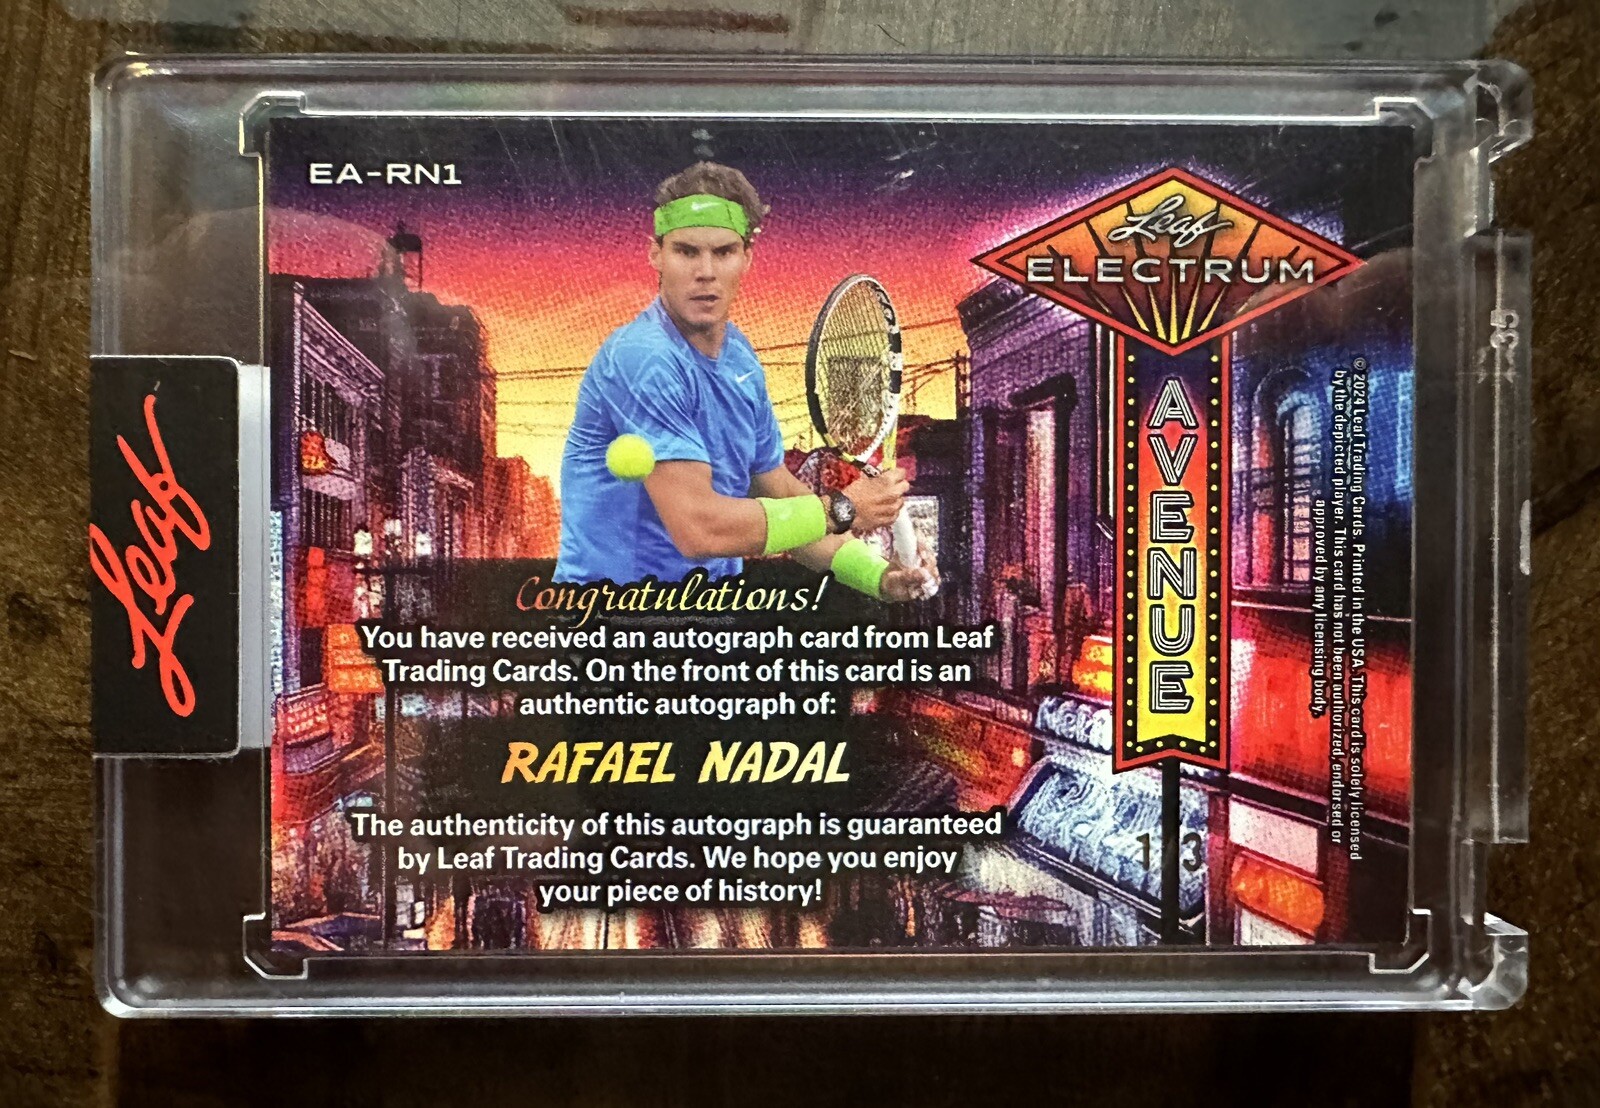 EA-RN1
Leaf
ELECTRUM
AVENUE
Leaf
Congratulations!
You have received an autograph card from Leaf
Trading Cards. On the front of this card is an
authentic autograph of:
RAFAEL NADAL
The authenticity of this autograph is guaranteed
by Leaf Trading Cards. We hope you enjoy
your piece of history!
1/3
© 2024 Leaf Trading Cards. Printed in the USA. This card is solely licensed
by the depicted player. This card has not been authorized, endorsed or
approved by any licensing body.
35